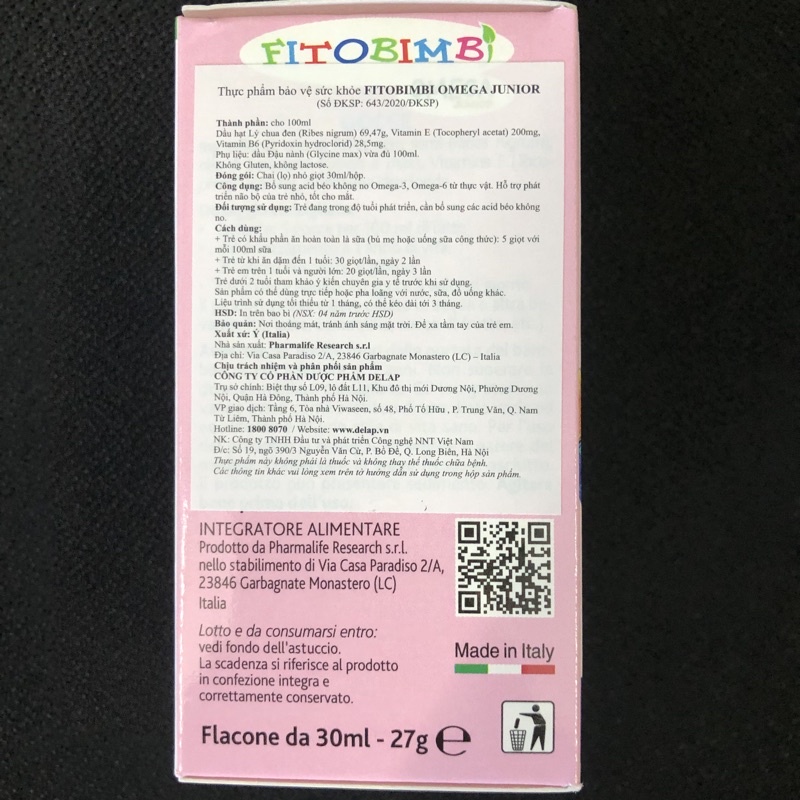 FITOBIMBi
Thực phẩm bảo vệ sức khỏe FITOBIMBI OMEGA JUNIOR
(Số ĐKSP: 643/2020/ĐKSP)
Thành phần: cho 100ml
Dầu hạt Lý chua đen (Ribes nigrum) 69,47g, Vitamin E (Tocopheryl acetat) 200mg,
Vitamin B6 (Pyridoxin hydroclorid) 28,5mg.
Phụ liệu: dầu Đậu nành (Glycine max) vừa đủ 100ml.
Không Gluten, không lactose.
Đóng gói: Chai (lọ) nhỏ giọt 30ml/hộp.
Công dụng: Bổ sung acid béo không no Omega-3, Omega-6 từ thực vật. Hỗ trợ phát
triển não bộ của trẻ nhỏ, tốt cho mắt.
Đối tượng sử dụng: Trẻ đang trong độ tuổi phát triển, cần bổ sung các acid béo không
no.
Cách dùng:
+ Trẻ có khẩu phần ăn hoàn toàn là sữa (bú mẹ hoặc uống sữa công thức): 5 giọt với
mỗi 100ml sữa
+ Trẻ từ khi ăn dặm đến 1 tuổi: 30 giọt/lần, ngày 2 lần
+ Trẻ em trên 1 tuổi và người lớn: 20 giọt/lần, ngày 3 lần
Trẻ dưới 2 tuổi tham khảo ý kiến chuyên gia y tế trước khi sử dụng.
Sản phẩm có thể dùng trực tiếp hoặc pha loãng với nước, sữa, đồ uống khác.
Liệu trình sử dụng tối thiểu từ 1 tháng, có thể kéo dài tới 3 tháng.
HSD: In trên bao bì (NSX: 04 năm trước HSD)
Bảo quản: Nơi thoáng mát, tránh ánh sáng mặt trời. Để xa tầm tay của trẻ em.
Xuất xứ: Ý (Italia)
Nhà sản xuất: Pharmalife Research s.r.l
Địa chỉ: Via Casa Paradiso 2/A, 23846 Garbagnate Monastero (LC) – Italia
Chịu trách nhiệm và phân phối sản phẩm
CÔNG TY CỔ PHẦN DƯỢC PHẨM DELAP
Trụ sở chính: Biệt thự số L09, lô đất L11, Khu đô thị mới Dương Nội, Phường Dương
Nội, Quận Hà Đông, Thành phố Hà Nội.
VP giao dịch: Tầng 6, Tòa nhà Viwaseen, số 48, Phố Tố Hữu , P. Trung Văn, Q. Nam
Từ Liêm, Thành phố Hà Nội.
Hotline: 1800 8070 / Website: www.delap.vn
NK: Công ty TNHH Đầu tư và phát triển Công nghệ NNT Việt Nam
Đ/c: Số 19, ngõ 390/3 Nguyễn Văn Cừ, P. Bồ Đề, Q. Long Biên, Hà Nội
Thực phẩm này không phải là thuốc và không thay thế thuốc chữa bệnh.
Các thông tin khác vui lòng xem trên tờ hướng dẫn sử dụng trong hộp sản phẩm.
INTEGRATORE ALIMENTARE
Prodotto da Pharmalife Research s.r.l.
nello stabilimento di Via Casa Paradiso 2/A,
23846 Garbagnate Monastero (LC)
Italia
Lotto e da consumarsi entro:
vedi fondo dell'astuccio.
La scadenza si riferisce al prodotto
in confezione integra e
correttamente conservato.
Made in Italy
Flacone da 30ml - 27g ℮